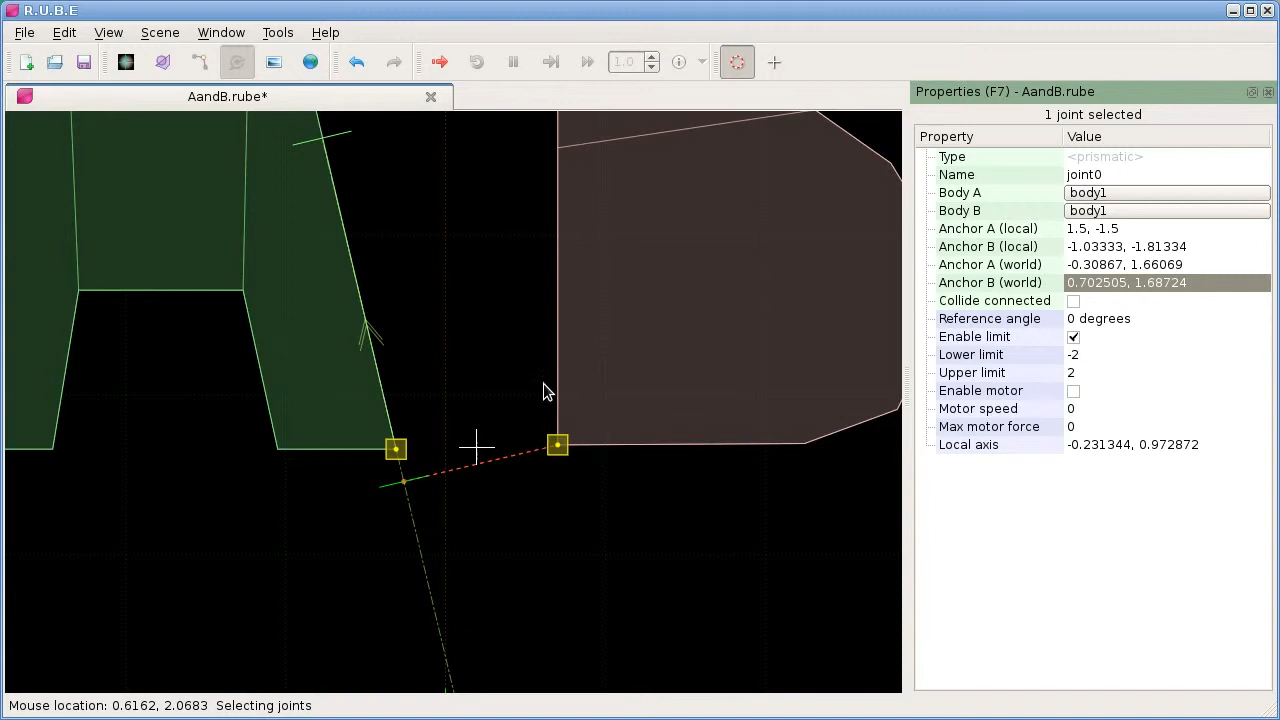 R.U.B.E
File Edit View Scene Window Tools Help
1.0
AandB.rube*
Properties (F7) - AandB.rube
1 joint selected
Property Value
Type <prismatic>
Name joint0
Body A body1
Body B body1
Anchor A (local) 1.5, -1.5
Anchor B (local) -1.03333, -1.81334
Anchor A (world) -0.30867, 1.66069
Anchor B (world) 0.702505, 1.68724
Collide connected
Reference angle 0 degrees
Enable limit
Lower limit -2
Upper limit 2
Enable motor
Motor speed 0
Max motor force 0
Local axis -0.231344, 0.972872
Mouse location: 0.6162, 2.0683 Selecting joints